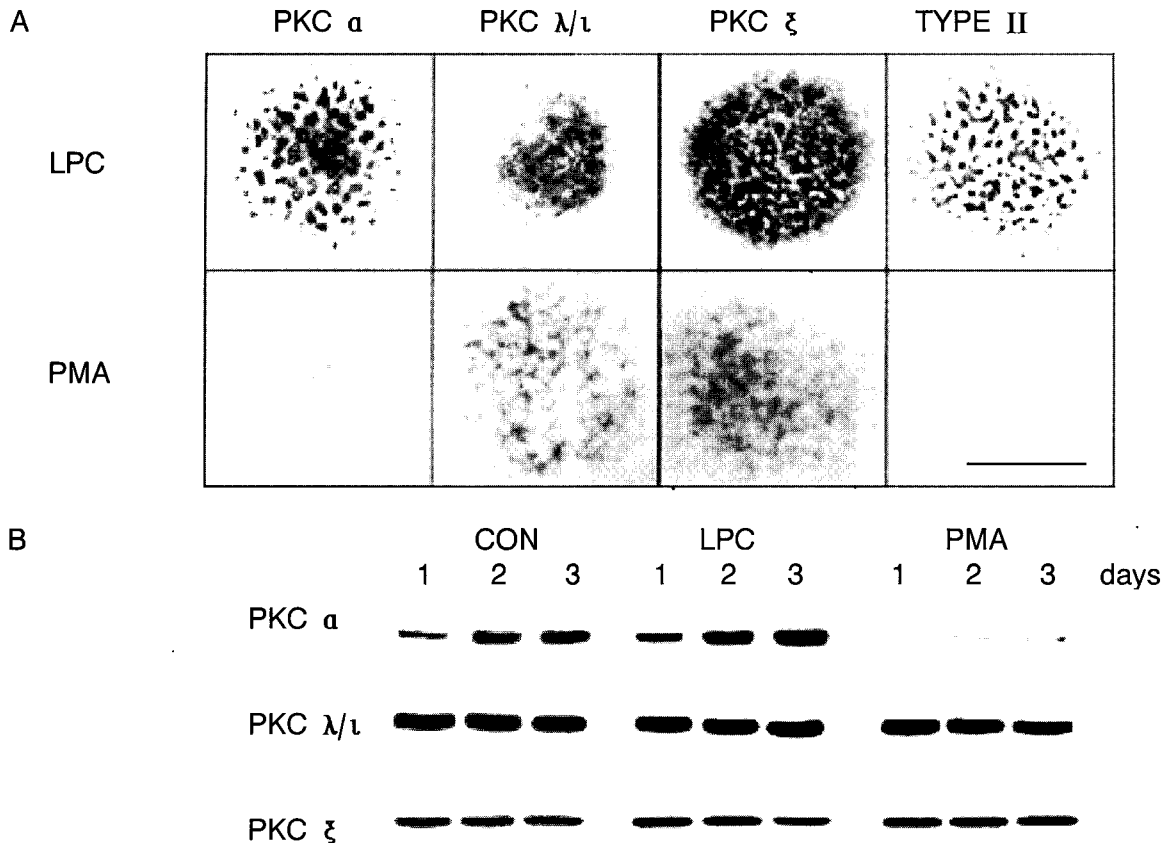 A
PKC α PKC λ/ι PKC ξ TYPE II
LPC
PMA
B
CON LPC PMA
1 2 3 1 2 3 1 2 3 days
PKC α
PKC λ/ι
PKC ξ